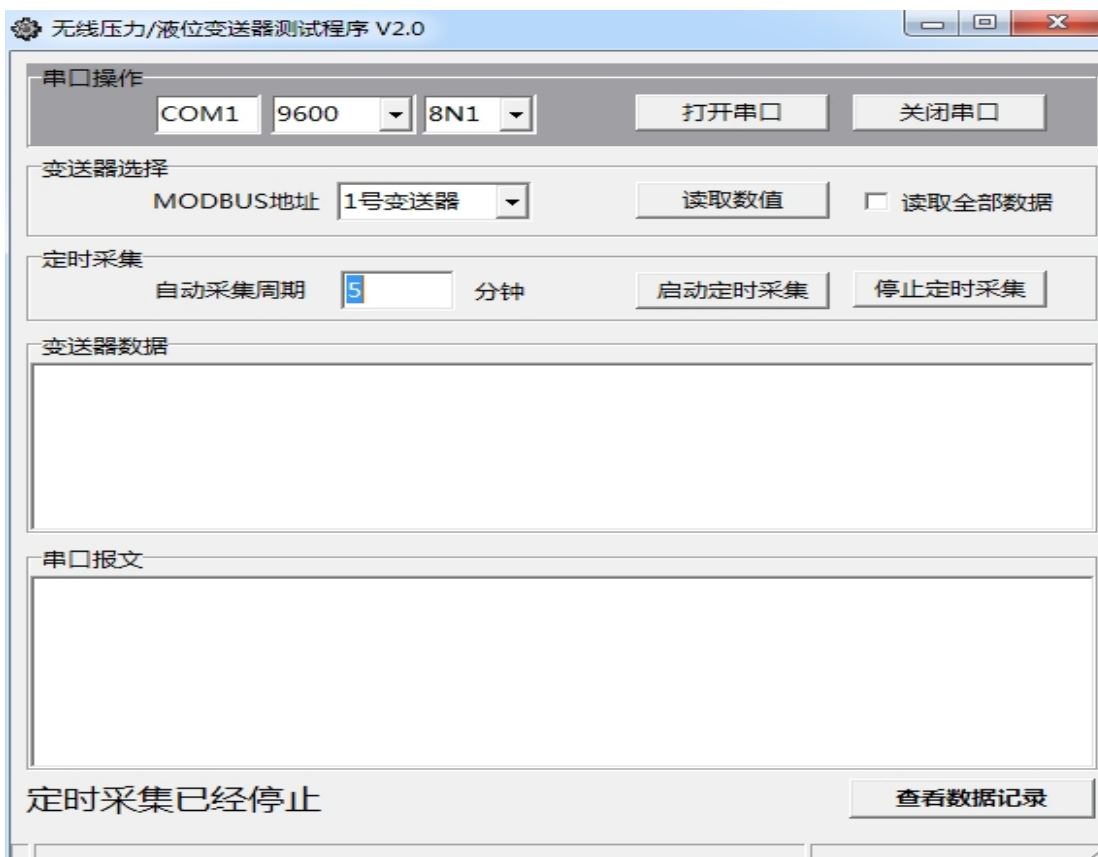 无线压力/液位变送器测试程序 V2.0
串口操作
COM1 9600 8N1 打开串口 关闭串口
变送器选择
MODBUS地址 1号变送器 读取数值 读取全部数据
定时采集
自动采集周期 5 分钟 启动定时采集 停止定时采集
变送器数据
串口报文
定时采集已经停止 查看数据记录